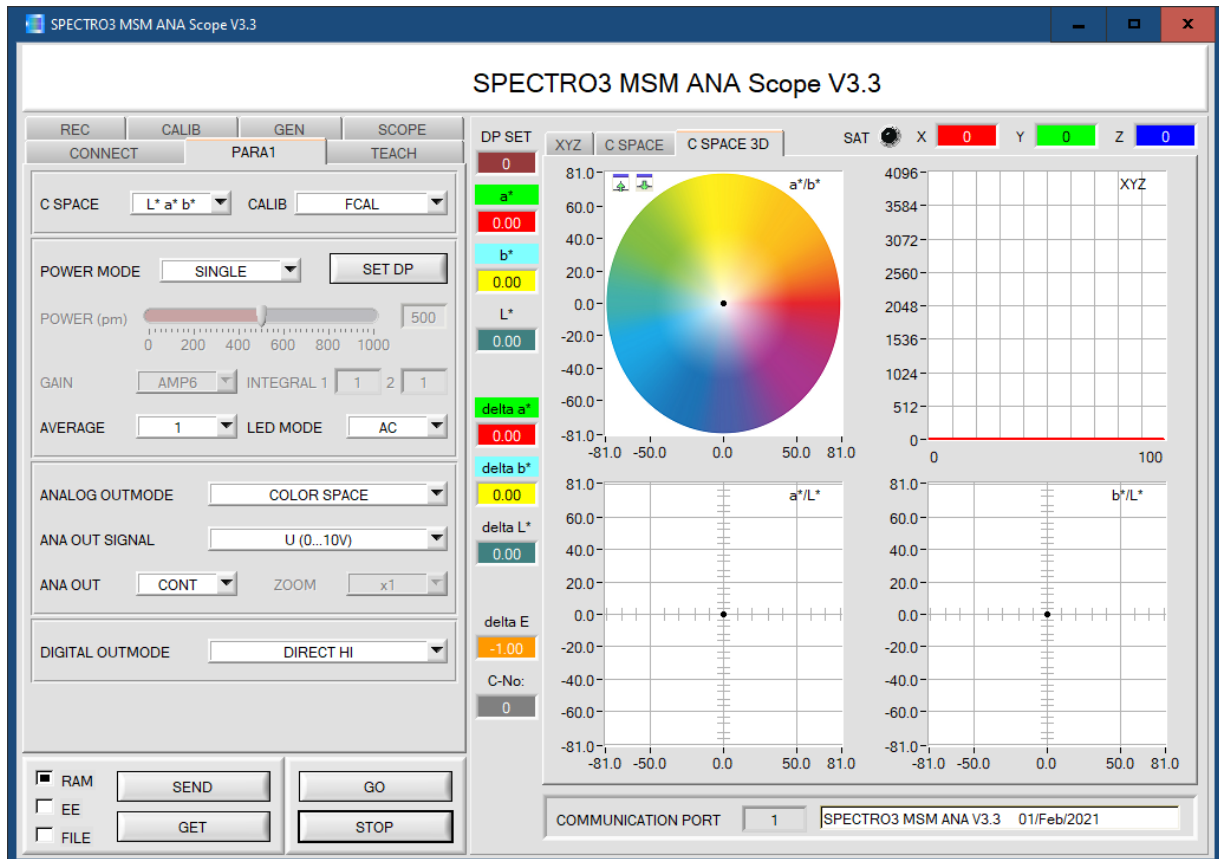 SPECTRO3 MSM ANA Scope V3.3
SPECTRO3 MSM ANA Scope V3.3
REC CALIB GEN SCOPE
CONNECT PARA1 TEACH
C SPACE L* a* b* CALIB FCAL
POWER MODE SINGLE SET DP
POWER (pm) 500
0 200 400 600 800 1000
GAIN AMP6 INTEGRAL 1 1 2 1
AVERAGE 1 LED MODE AC
ANALOG OUTMODE COLOR SPACE
ANA OUT SIGNAL U (0...10V)
ANA OUT CONT ZOOM x1
DIGITAL OUTMODE DIRECT HI
RAM
EE
FILE
SEND
GET
GO
STOP
DP SET
0
a*
0.00
b*
0.00
L*
0.00
delta a*
0.00
delta b*
0.00
delta L*
0.00
delta E
-1.00
C-No:
0
XYZ C SPACE C SPACE 3D SAT X 0 Y 0 Z 0
a*/b*
81.0
60.0
40.0
20.0
0.0
-20.0
-40.0
-60.0
-81.0
-81.0 -50.0 0.0 50.0 81.0
XYZ
4096
3584
3072
2560
2048
1536
1024
512
0
0 100
a*/L*
81.0
60.0
40.0
20.0
0.0
-20.0
-40.0
-60.0
-81.0
-81.0 -50.0 0.0 50.0 81.0
b*/L*
81.0
60.0
40.0
20.0
0.0
-20.0
-40.0
-60.0
-81.0
-81.0 -50.0 0.0 50.0 81.0
COMMUNICATION PORT 1 SPECTRO3 MSM ANA V3.3 01/Feb/2021